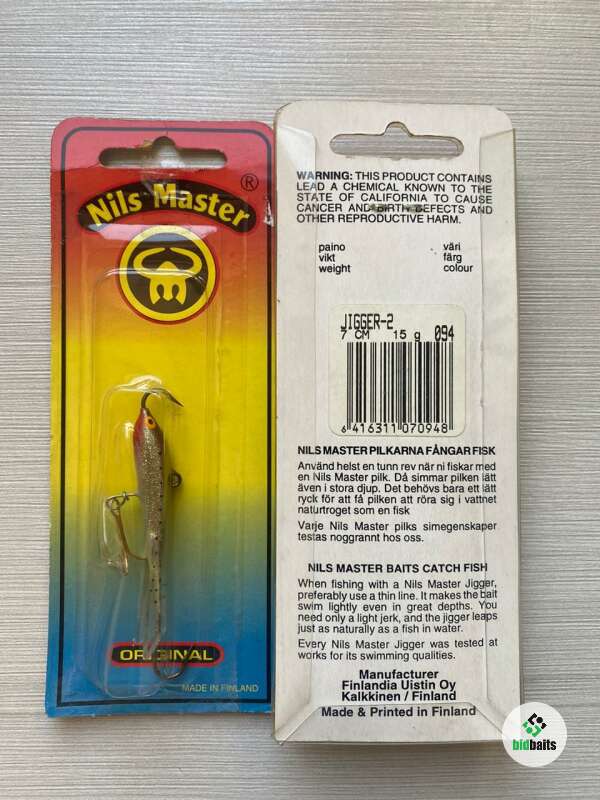 Nils Master ®
ORIGINAL
MADE IN FINLAND
WARNING: THIS PRODUCT CONTAINS
LEAD A CHEMICAL KNOWN TO THE
STATE OF CALIFORNIA TO CAUSE
CANCER AND BIRTH DEFECTS AND
OTHER REPRODUCTIVE HARM.
paino väri
vikt färg
weight colour
JIGGER-2
7 CM 15 g 094
6 416311 070948
NILS MASTER PILKARNA FÅNGAR FISK
Använd helst en tunn rev när ni fiskar med
en Nils Master pilk. Då simmar pilken lätt
även i stora djup. Det behövs bara ett lätt
ryck för att få pilken att röra sig i vattnet
naturtroget som en fisk
Varje Nils Master pilks simegenskaper
testas noggrannt hos oss.
NILS MASTER BAITS CATCH FISH
When fishing with a Nils Master Jigger,
preferably use a thin line. It makes the bait
swim lightly even in great depths. You
need only a light jerk, and the jigger leaps
just as naturally as a fish in water.
Every Nils Master Jigger was tested at
works for its swimming qualities.
Manufacturer
Finlandia Uistin Oy
Kalkkinen / Finland
Made & Printed in Finland
bidbaits